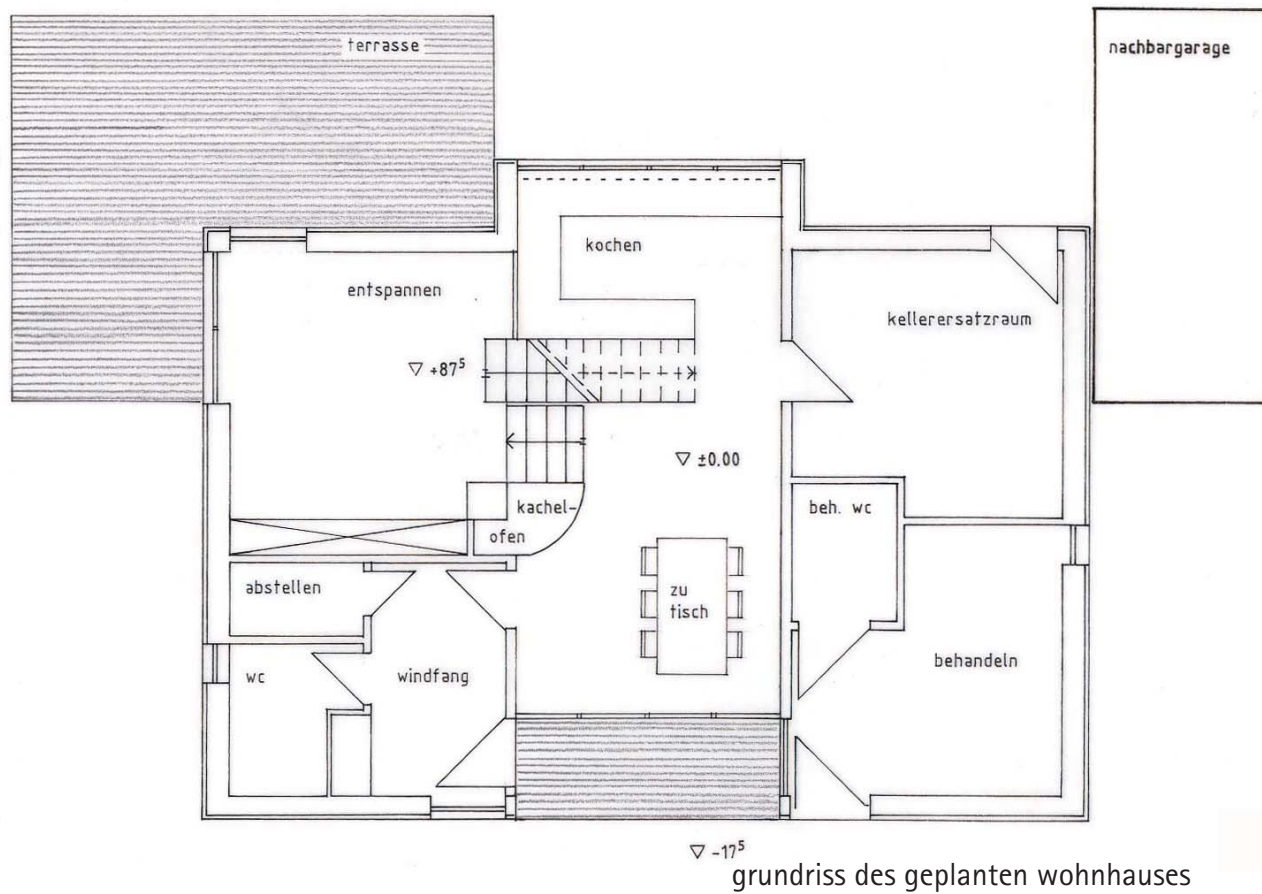 terrasse
nachbargarage
kochen
entspannen
kellerersatzraum
▽ +87⁵
▽ ±0.00
kachel-
ofen
beh. wc
abstellen
zu
tisch
wc
windfang
behandeln
▽ -17⁵
grundriss des geplanten wohnhauses